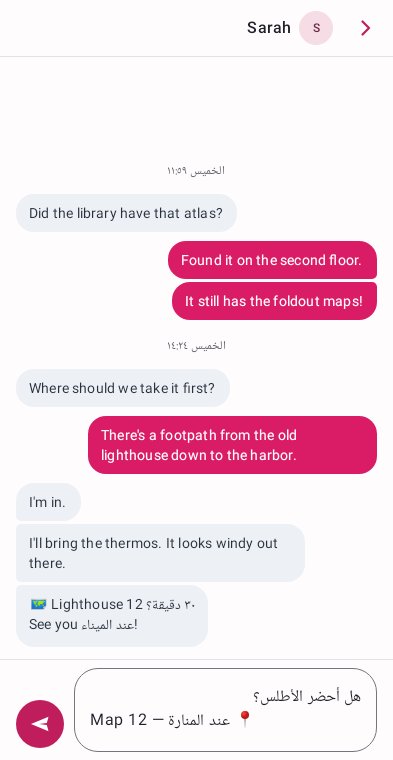 Sarah
S
الخميس ١١:٥٩
Did the library have that atlas?
Found it on the second floor.
It still has the foldout maps!
الخميس ١٤:٢٤
Where should we take it first?
There's a footpath from the old
lighthouse down to the harbor.
I'm in.
I'll bring the thermos. It looks windy out
there.
🗺️ Lighthouse 12 ٣٠ دقيقة؟
See you عند الميناء!
هل أحضر الأطلس؟
📍 عند المنارة — Map 12